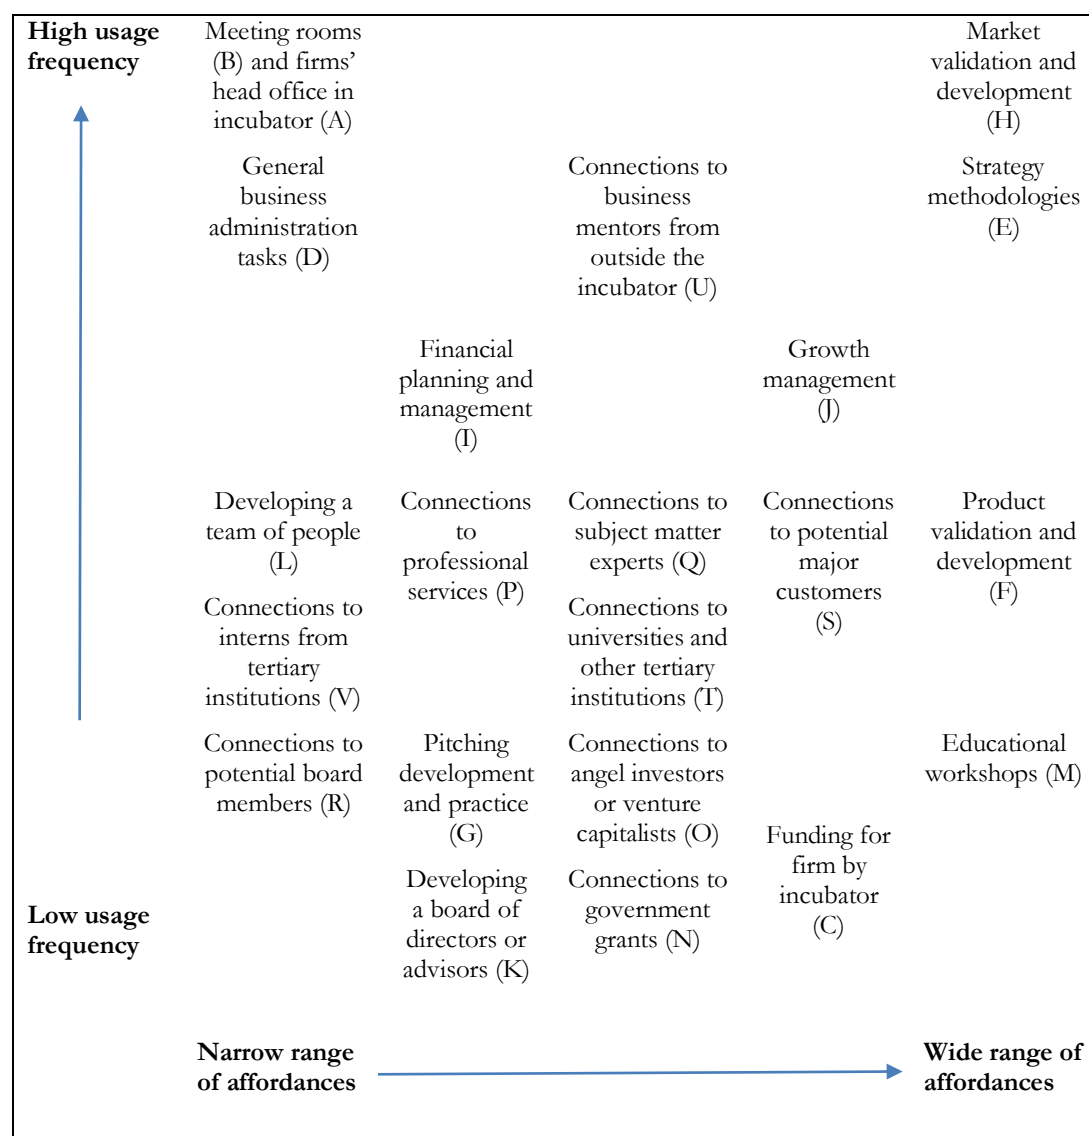 High usage
frequency
Meeting rooms
(B) and firms’
head office in
incubator (A)
Market
validation and
development
(H)
General
business
administration
tasks (D)
Connections to
business
mentors from
outside the
incubator (U)
Strategy
methodologies
(E)
Financial
planning and
management
(I)
Growth
management
(J)
Developing a
team of people
(L)
Connections
to
professional
services (P)
Connections to
subject matter
experts (Q)
Connections
to potential
major
customers
(S)
Product
validation and
development
(F)
Connections to
interns from
tertiary
institutions (V)
Connections to
universities and
other tertiary
institutions (T)
Connections to
potential board
members (R)
Pitching
development
and practice
(G)
Connections to
angel investors
or venture
capitalists (O)
Educational
workshops (M)
Low usage
frequency
Developing
a board of
directors or
advisors (K)
Connections to
government
grants (N)
Funding for
firm by
incubator
(C)
Narrow range
of affordances
Wide range of
affordances